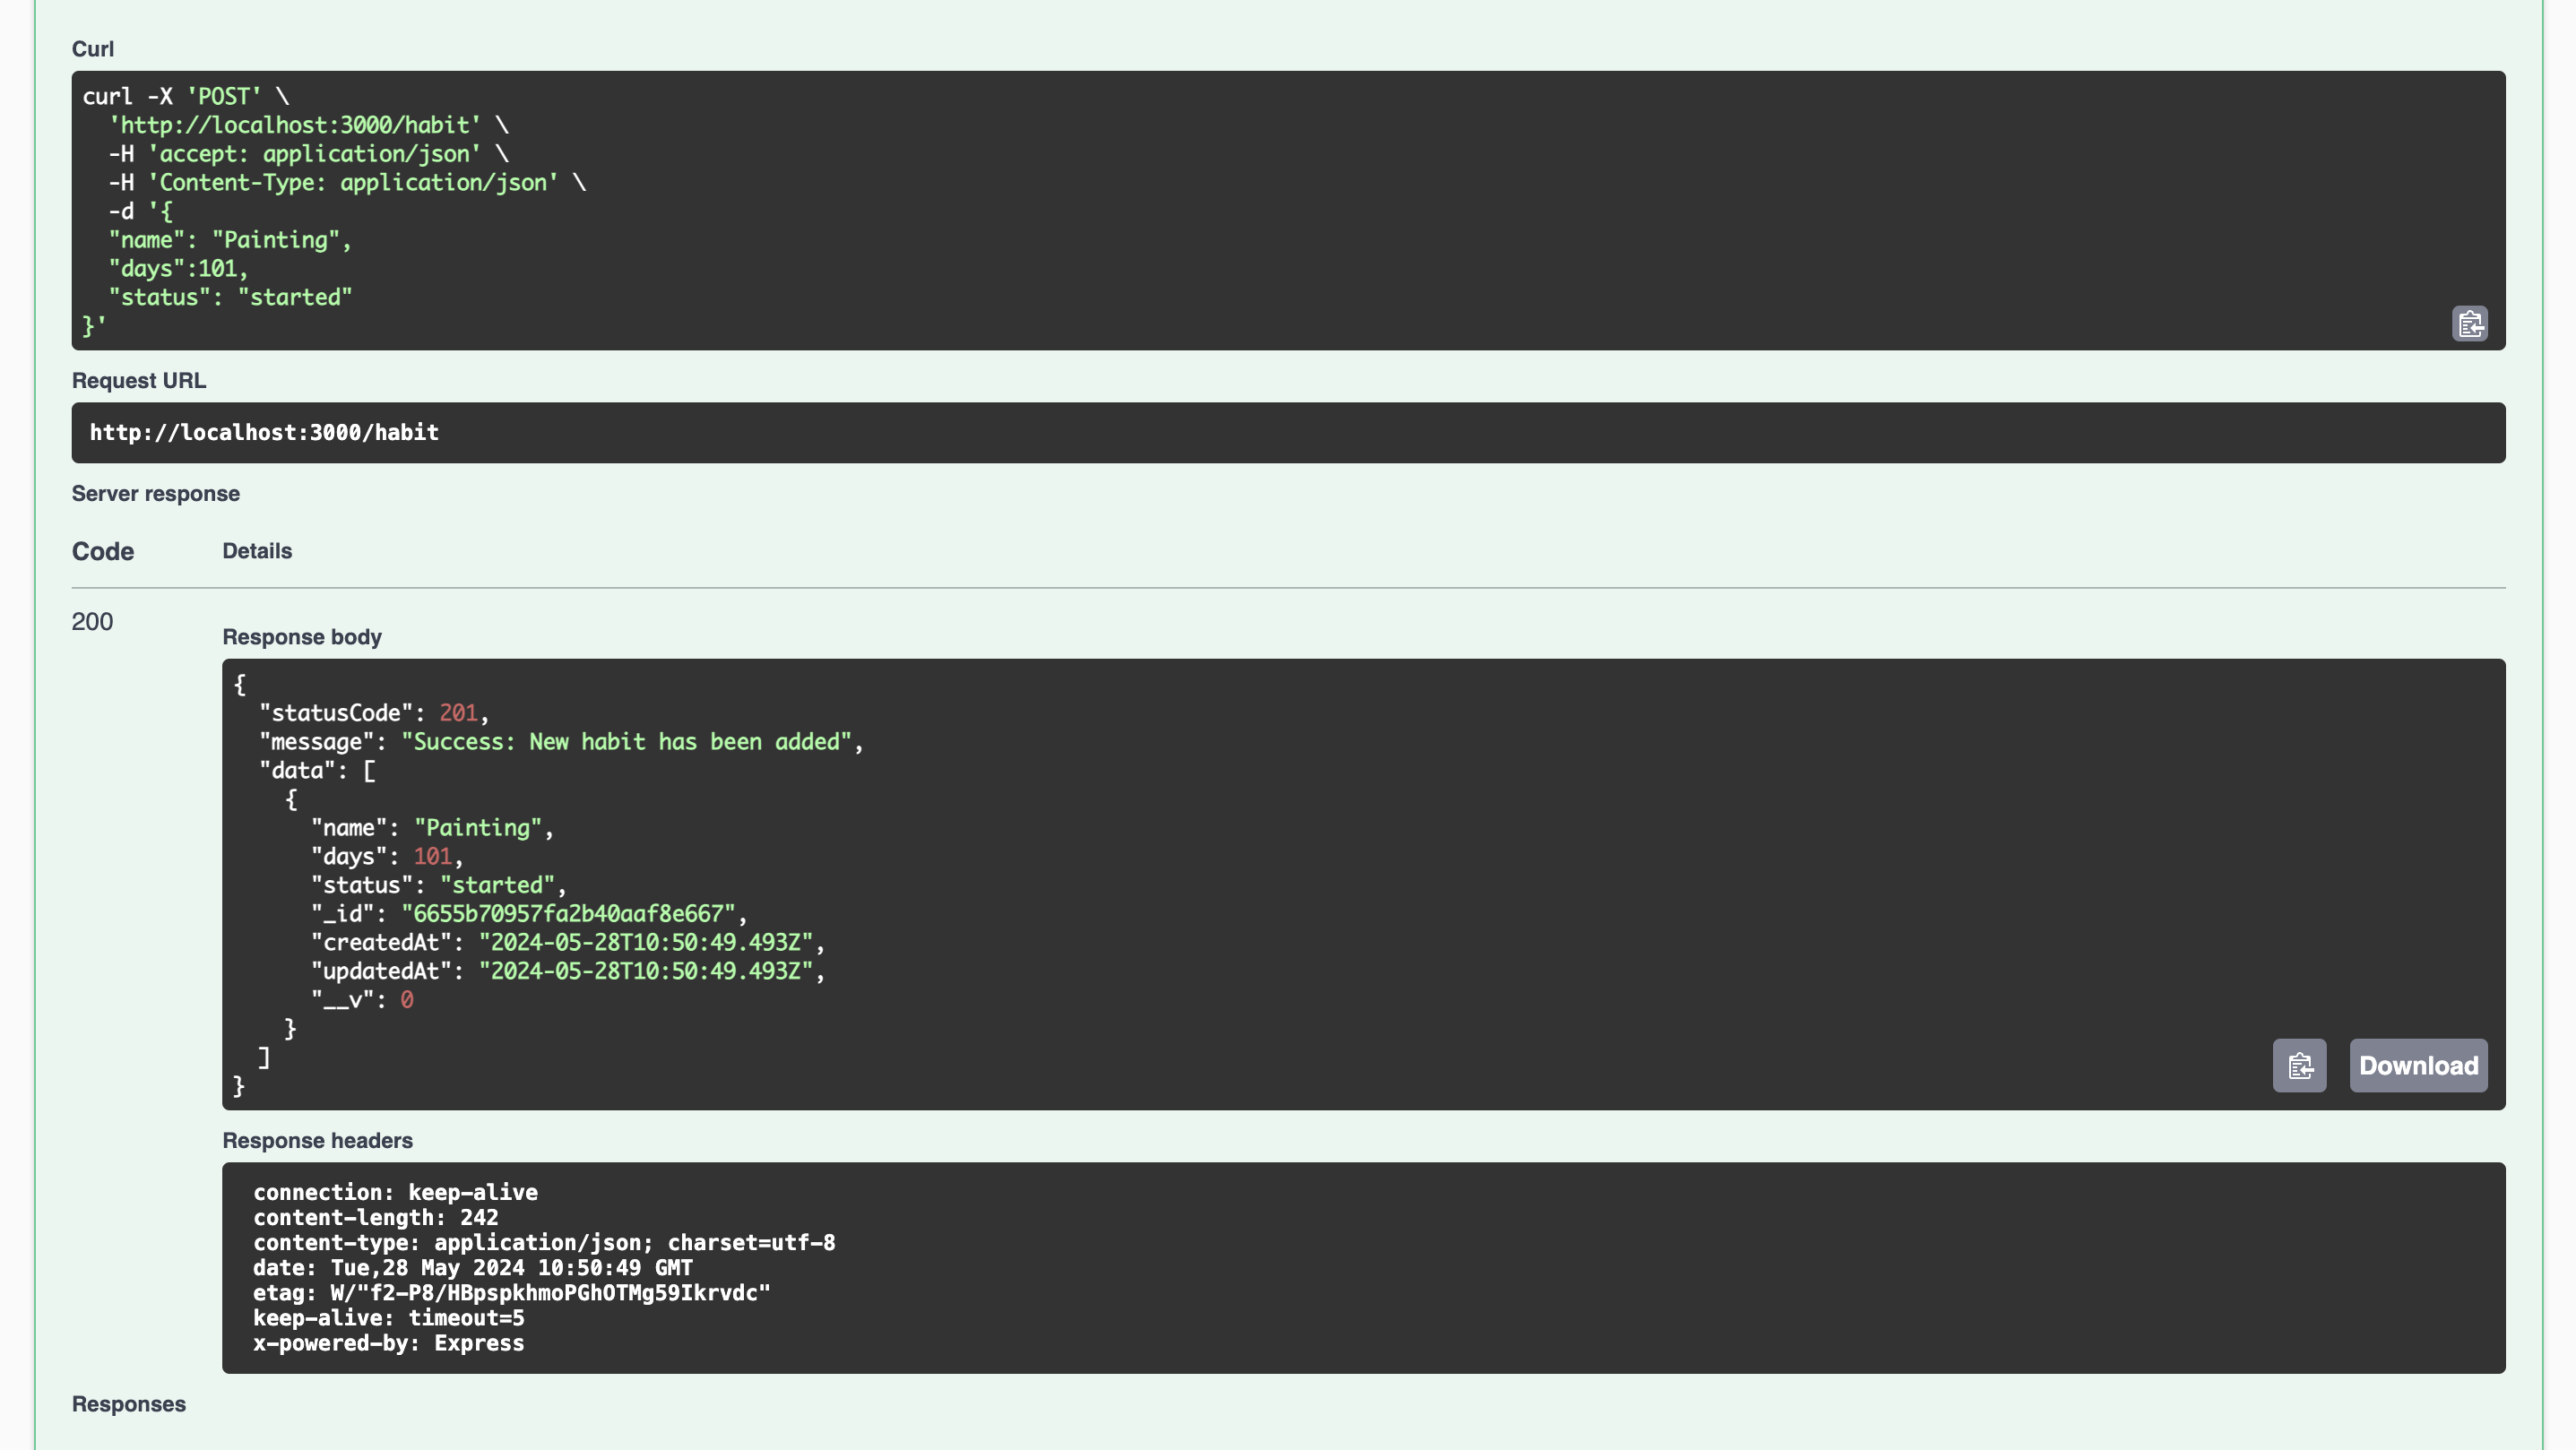 Curl
curl -X 'POST' \
  'http://localhost:3000/habit' \
  -H 'accept: application/json' \
  -H 'Content-Type: application/json' \
  -d '{
  "name": "Painting",
  "days":101,
  "status": "started"
}'
Request URL
http://localhost:3000/habit
Server response
Code Details
200
Response body
{
  "statusCode": 201,
  "message": "Success: New habit has been added",
  "data": [
    {
      "name": "Painting",
      "days": 101,
      "status": "started",
      "_id": "6655b70957fa2b40aaf8e667",
      "createdAt": "2024-05-28T10:50:49.493Z",
      "updatedAt": "2024-05-28T10:50:49.493Z",
      "__v": 0
    }
  ]
}
Download
Response headers
connection: keep-alive
content-length: 242
content-type: application/json; charset=utf-8
date: Tue,28 May 2024 10:50:49 GMT
etag: W/"f2-P8/HBpspkhmoPGhOTMg59Ikrvdc"
keep-alive: timeout=5
x-powered-by: Express
Responses